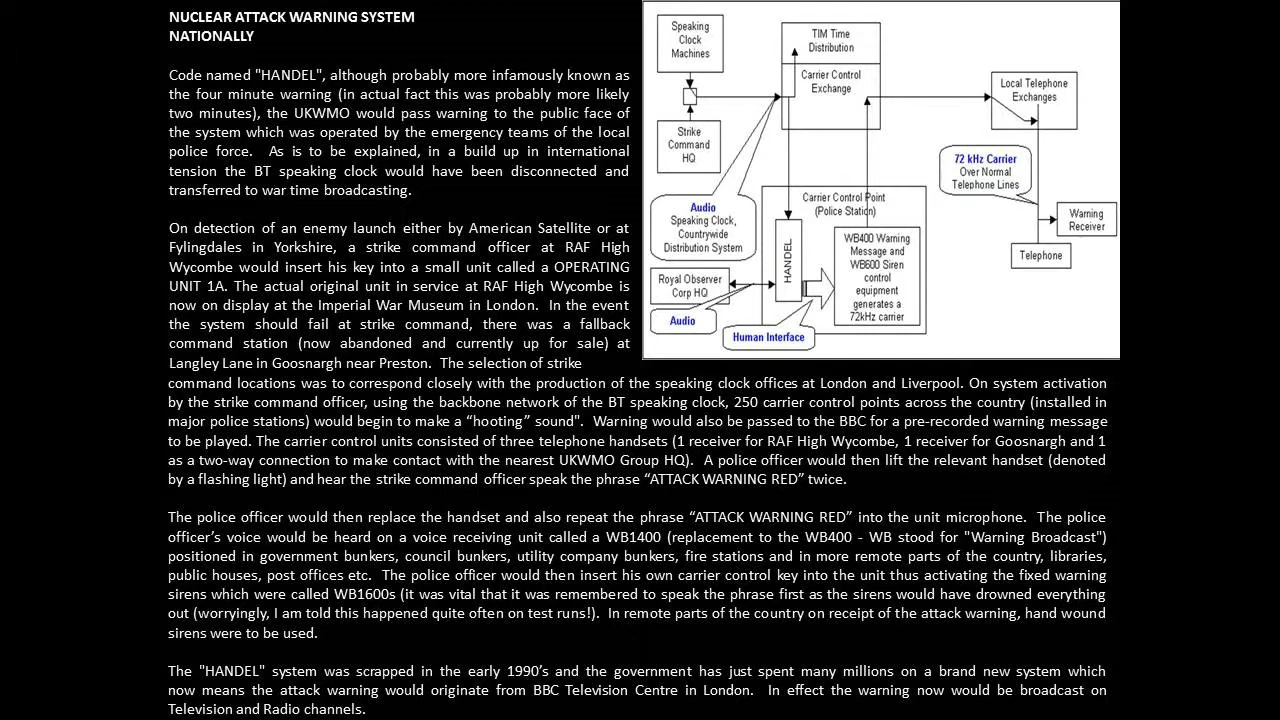 NUCLEAR ATTACK WARNING SYSTEM
NATIONALLY
Code named "HANDEL", although probably more infamously known as
the four minute warning (in actual fact this was probably more likely
two minutes), the UKWMO would pass warning to the public face of
the system which was operated by the emergency teams of the local
police force. As is to be explained, in a build up in international
tension the BT speaking clock would have been disconnected and
transferred to war time broadcasting.
On detection of an enemy launch either by American Satellite or at
Fylingdales in Yorkshire, a strike command officer at RAF High
Wycombe would insert his key into a small unit called a OPERATING
UNIT 1A. The actual original unit in service at RAF High Wycombe is
now on display at the Imperial War Museum in London. In the event
the system should fail at strike command, there was a fallback
command station (now abandoned and currently up for sale) at
Langley Lane in Goosnargh near Preston. The selection of strike
command locations was to correspond closely with the production of the speaking clock offices at London and Liverpool. On system activation
by the strike command officer, using the backbone network of the BT speaking clock, 250 carrier control points across the country (installed in
major police stations) would begin to make a “hooting” sound". Warning would also be passed to the BBC for a pre-recorded warning message
to be played. The carrier control units consisted of three telephone handsets (1 receiver for RAF High Wycombe, 1 receiver for Goosnargh and 1
as a two-way connection to make contact with the nearest UKWMO Group HQ). A police officer would then lift the relevant handset (denoted
by a flashing light) and hear the strike command officer speak the phrase “ATTACK WARNING RED” twice.
The police officer would then replace the handset and also repeat the phrase “ATTACK WARNING RED” into the unit microphone. The police
officer’s voice would be heard on a voice receiving unit called a WB1400 (replacement to the WB400 - WB stood for "Warning Broadcast")
positioned in government bunkers, council bunkers, utility company bunkers, fire stations and in more remote parts of the country, libraries,
public houses, post offices etc. The police officer would then insert his own carrier control key into the unit thus activating the fixed warning
sirens which were called WB1600s (it was vital that it was remembered to speak the phrase first as the sirens would have drowned everything
out (worryingly, I am told this happened quite often on test runs!). In remote parts of the country on receipt of the attack warning, hand wound
sirens were to be used.
The "HANDEL" system was scrapped in the early 1990’s and the government has just spent many millions on a brand new system which
now means the attack warning would originate from BBC Television Centre in London. In effect the warning now would be broadcast on
Television and Radio channels.
Speaking
Clock
Machines
TIM Time
Distribution
Carrier Control
Exchange
Local Telephone
Exchanges
Strike
Command
HQ
72 kHz Carrier
Over Normal
Telephone Lines
Audio
Speaking Clock,
Countrywide
Distribution System
Carrier Control Point
(Police Station)
HANDEL
WB400 Warning
Message and
WB600 Siren
control
equipment
generates a
72kHz carrier
Warning
Receiver
Telephone
Royal Observer
Corp HQ
Audio
Human Interface